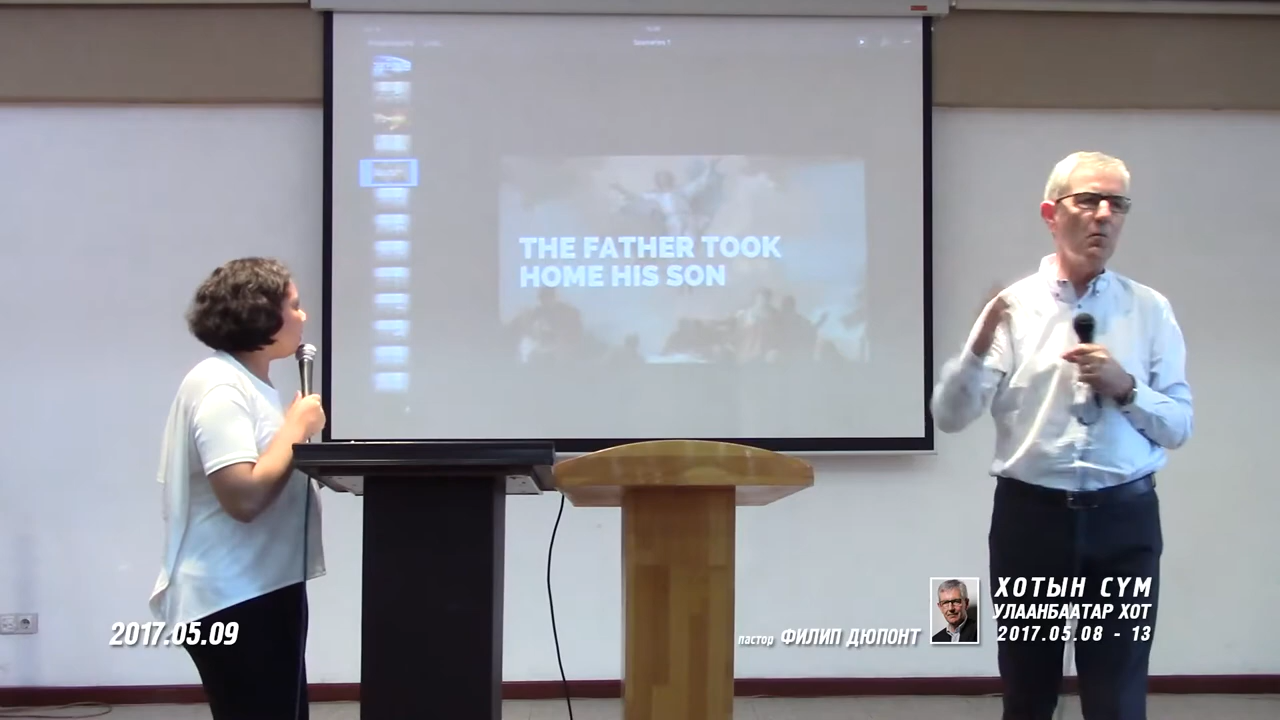 THE FATHER TOOK
HOME HIS SON
2017.05.09
пастор ФИЛИП ДЮПОНТ
ХОТЫН СҮМ
УЛААНБААТАР ХОТ
2017.05.08 - 13